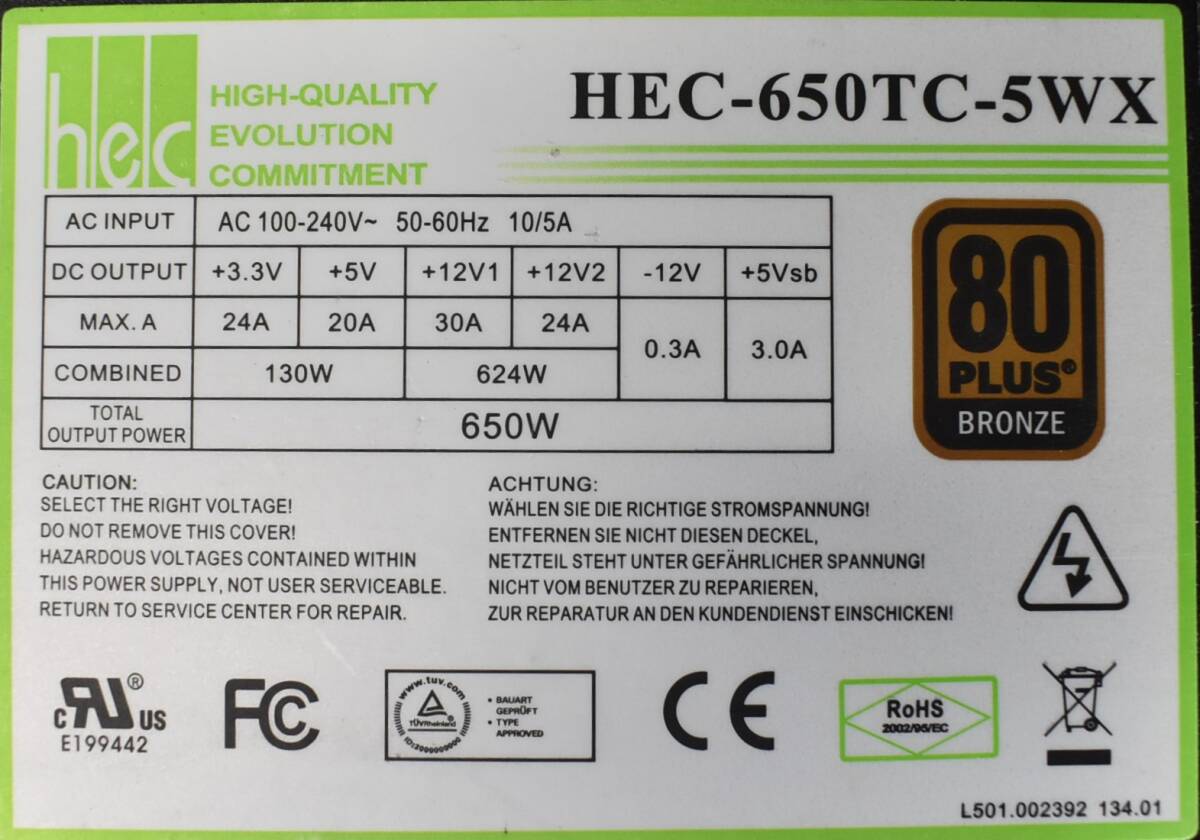 hec
HIGH-QUALITY
EVOLUTION
COMMITMENT
HEC-650TC-5WX
AC INPUT AC 100-240V~ 50-60Hz 10/5A
DC OUTPUT +3.3V +5V +12V1 +12V2 -12V +5Vsb
MAX. A 24A 20A 30A 24A 0.3A 3.0A
COMBINED 130W 624W
TOTAL
OUTPUT POWER 650W
80
PLUS®
BRONZE
CAUTION:
SELECT THE RIGHT VOLTAGE!
DO NOT REMOVE THIS COVER!
HAZARDOUS VOLTAGES CONTAINED WITHIN
THIS POWER SUPPLY, NOT USER SERVICEABLE.
RETURN TO SERVICE CENTER FOR REPAIR.
ACHTUNG:
WÄHLEN SIE DIE RICHTIGE STROMSPANNUNG!
ENTFERNEN SIE NICHT DIESEN DECKEL,
NETZTEIL STEHT UNTER GEFÄHRLICHER SPANNUNG!
NICHT VOM BENUTZER ZU REPARIEREN,
ZUR REPARATUR AN DEN KUNDENDIENST EINSCHICKEN!
c RU ® US
E199442
FC
www.tuv.com
TÜVRheinland
ID:2000000000
• BAUART
GEPRÜFT
• TYPE
APPROVED
CE
RoHS
2002/95/EC
L501.002392 134.01